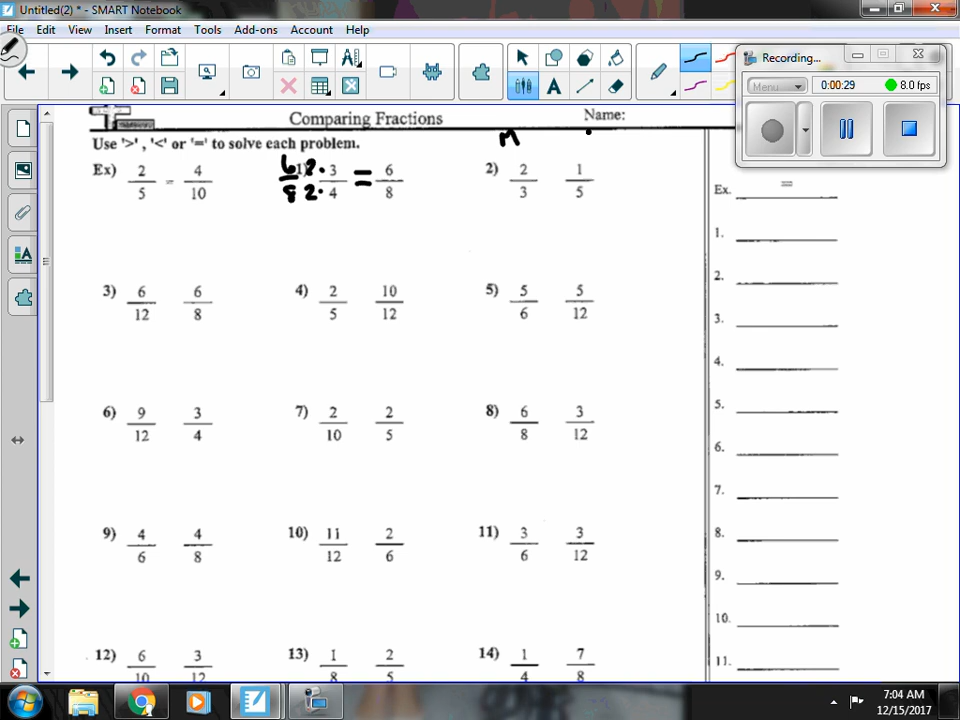 Untitled(2) * - SMART Notebook
File Edit View Insert Format Tools Add-ons Account Help
Recording...
Menu
0:00:29 8.0 fps
Comparing Fractions Name:
Use '>', '<' or '=' to solve each problem.
Ex) 2/5 = 4/10
6/8 1) 2·3/2·4 = 6/8
2) 2/3 1/5
3) 6/12 6/8
4) 2/5 10/12
5) 5/6 5/12
6) 9/12 3/4
7) 2/10 2/5
8) 6/8 3/12
9) 4/6 4/8
10) 11/12 2/6
11) 3/6 3/12
12) 6/10 3/12
13) 1/8 2/5
14) 1/4 7/8
Ex. =
1.
2.
3.
4.
5.
6.
7.
8.
9.
10.
11.
7:04 AM
12/15/2017